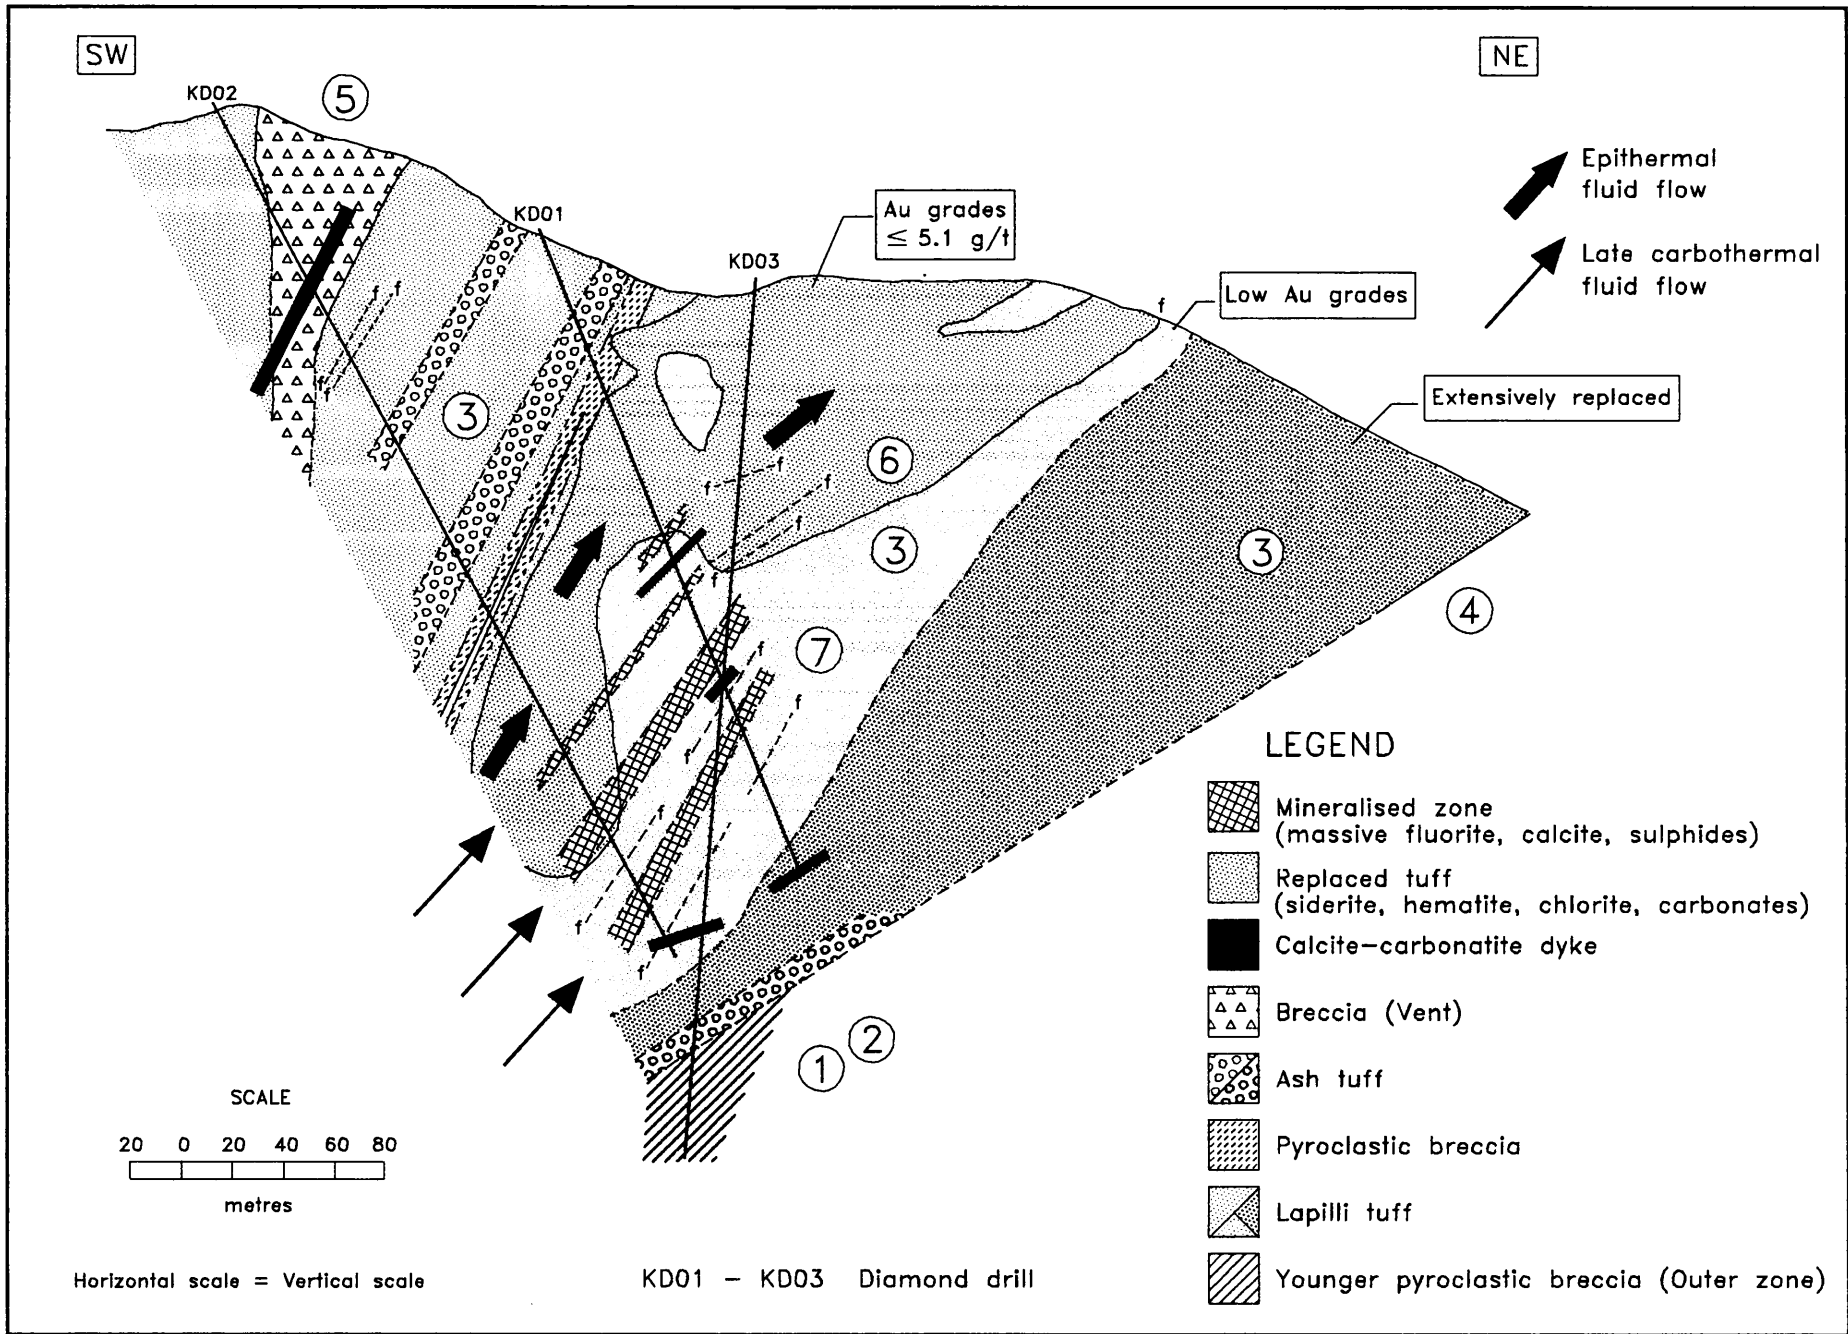 SW
NE
KD02
5
Epithermal
fluid flow
KD01
Au grades
≤ 5.1 g/t
Late carbothermal
fluid flow
KD03
Low Au grades
f
f
f
f
f
3
Extensively replaced
6
f
f
f
f
f
3
3
4
7
f
f
f
f
f
f
1
2
LEGEND
Mineralised zone
(massive fluorite, calcite, sulphides)
Replaced tuff
(siderite, hematite, chlorite, carbonates)
Calcite-carbonatite dyke
Breccia (Vent)
Ash tuff
Pyroclastic breccia
Lapilli tuff
Younger pyroclastic breccia (Outer zone)
SCALE
20 0 20 40 60 80
metres
Horizontal scale = Vertical scale
KD01 – KD03 Diamond drill